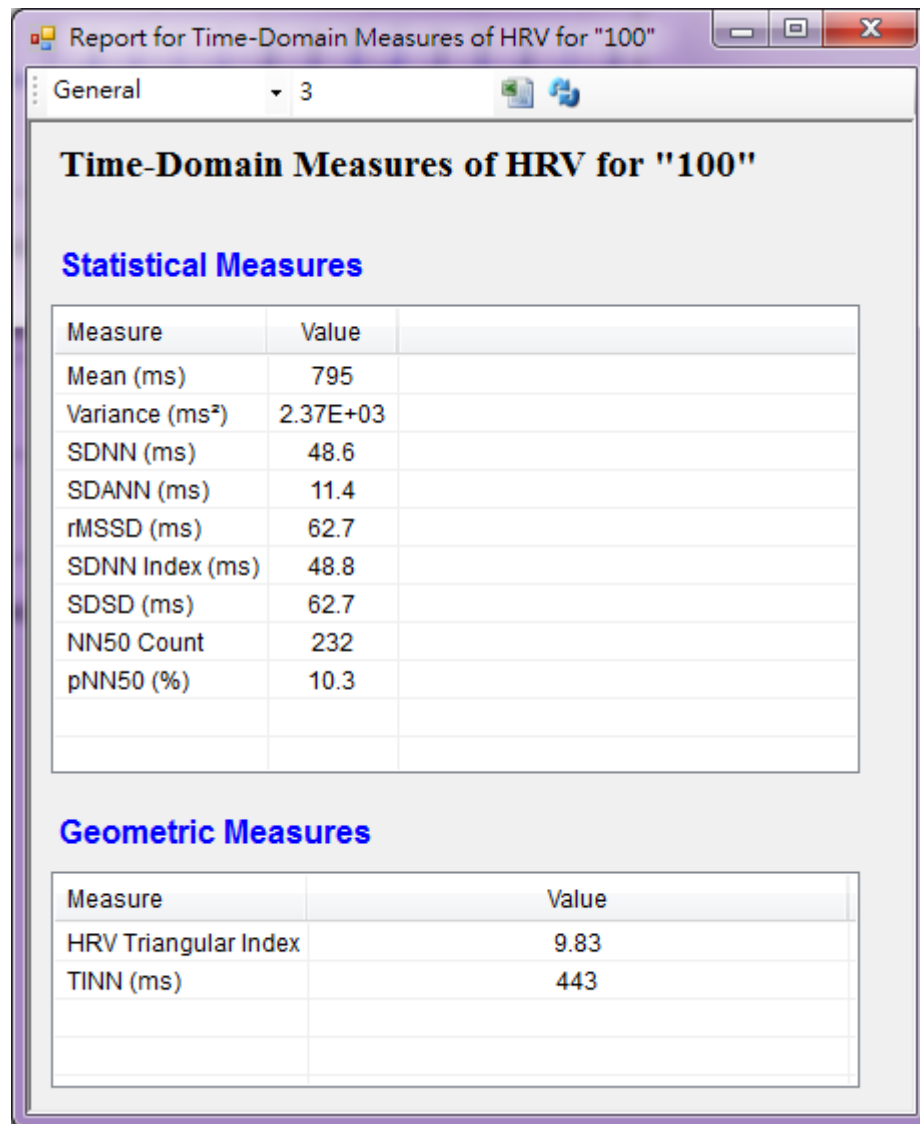 Report for Time-Domain Measures of HRV for "100"
General 3
Time-Domain Measures of HRV for "100"
Statistical Measures
Measure Value
Mean (ms) 795
Variance (ms²) 2.37E+03
SDNN (ms) 48.6
SDANN (ms) 11.4
rMSSD (ms) 62.7
SDNN Index (ms) 48.8
SDSD (ms) 62.7
NN50 Count 232
pNN50 (%) 10.3
Geometric Measures
Measure Value
HRV Triangular Index 9.83
TINN (ms) 443